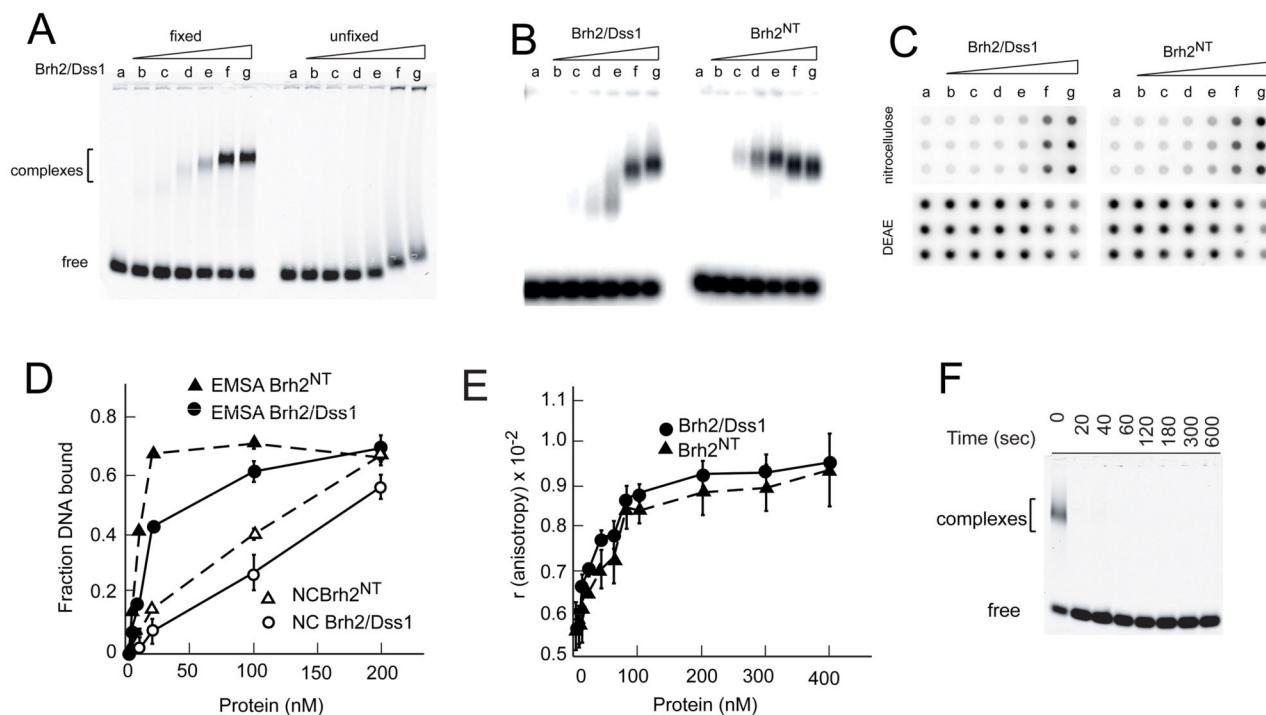 A
fixed unfixed
Brh2/Dss1 a b c d e f g a b c d e f g
complexes
free
B
Brh2/Dss1 Brh2NT
a b c d e f g a b c d e f g
C
Brh2/Dss1 Brh2NT
a b c d e f g a b c d e f g
nitrocellulose
DEAE
D
EMSA Brh2NT
EMSA Brh2/Dss1
0.8
0.6
0.4
0.2
0
NCBrh2NT
NC Brh2/Dss1
0 50 100 150 200
Fraction DNA bound
Protein (nM)
E
Brh2/Dss1
Brh2NT
1.1
1.0
0.9
0.8
0.7
0.6
0.5
0 100 200 300 400
r (anisotropy) x 10-2
Protein (nM)
F
Time (sec) 0 20 40 60 120 180 300 600
complexes
free